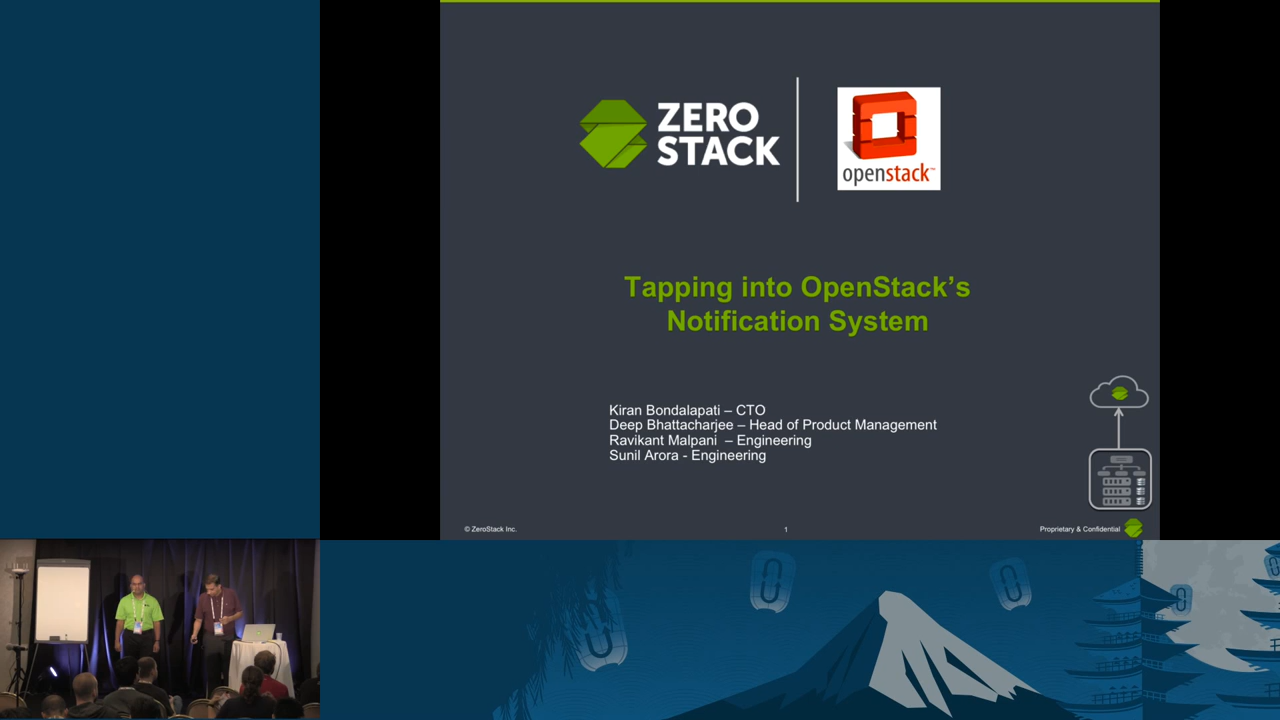 ZERO
STACK
openstack™
Tapping into OpenStack’s
Notification System
Kiran Bondalapati – CTO
Deep Bhattacharjee – Head of Product Management
Ravikant Malpani  – Engineering
Sunil Arora - Engineering
© ZeroStack Inc.
1
Proprietary & Confidential